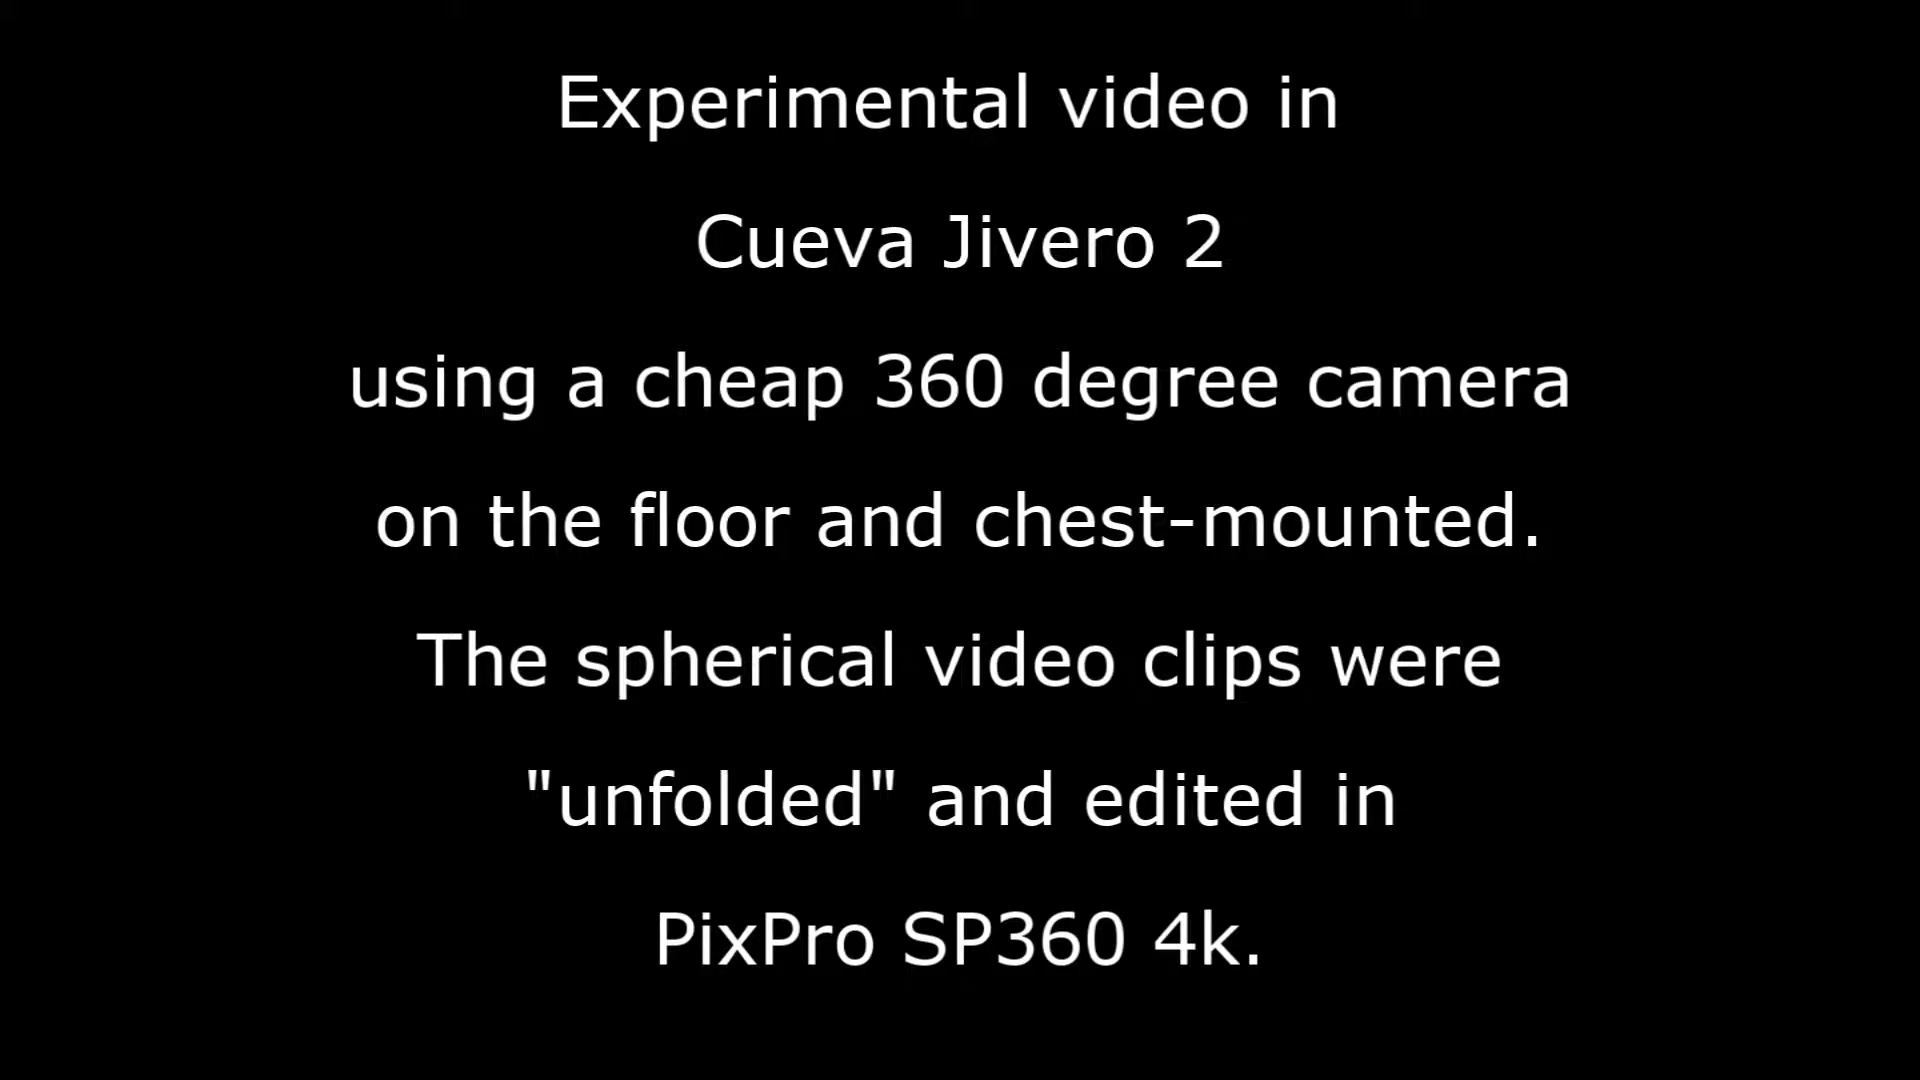 Experimental video in
Cueva Jivero 2
using a cheap 360 degree camera
on the floor and chest-mounted.
The spherical video clips were
"unfolded" and edited in
PixPro SP360 4k.